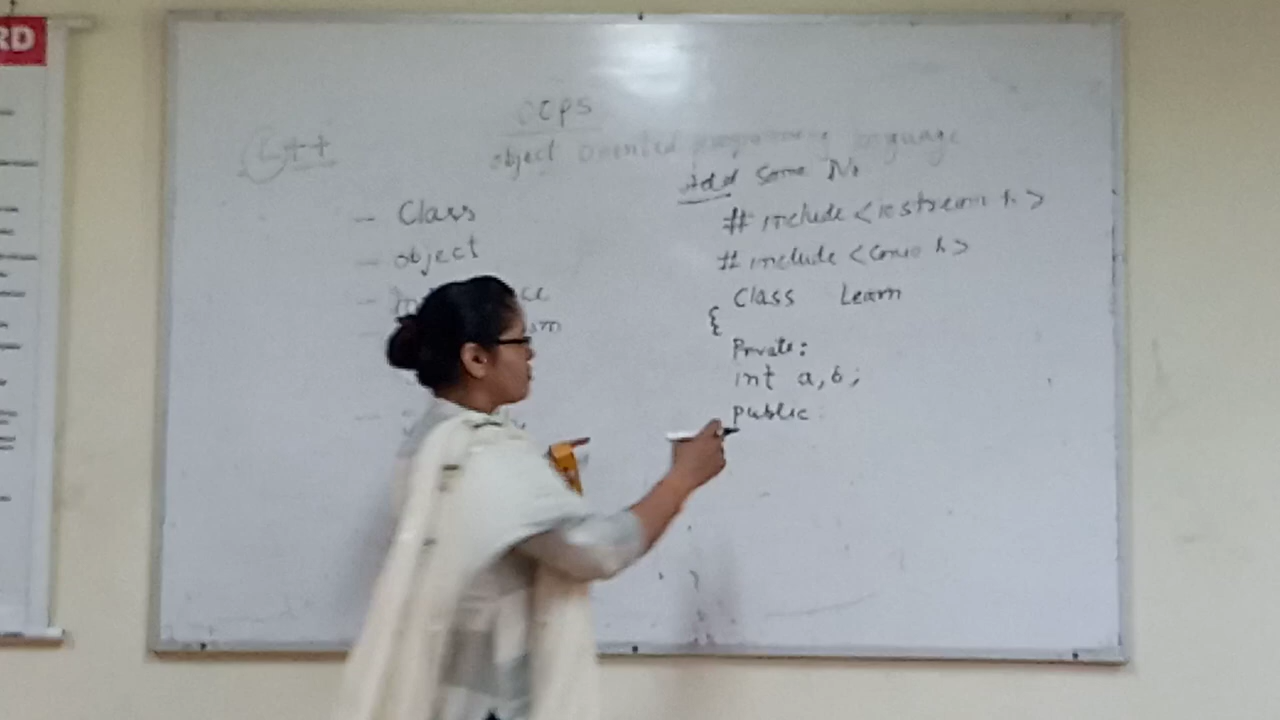 RD
OOPS
C++
object oriented programming language
Add Some No
- Class
# include <iostream.h>
- object
# include <conio.h>
Class Learn
{
Private:
int a,b;
public